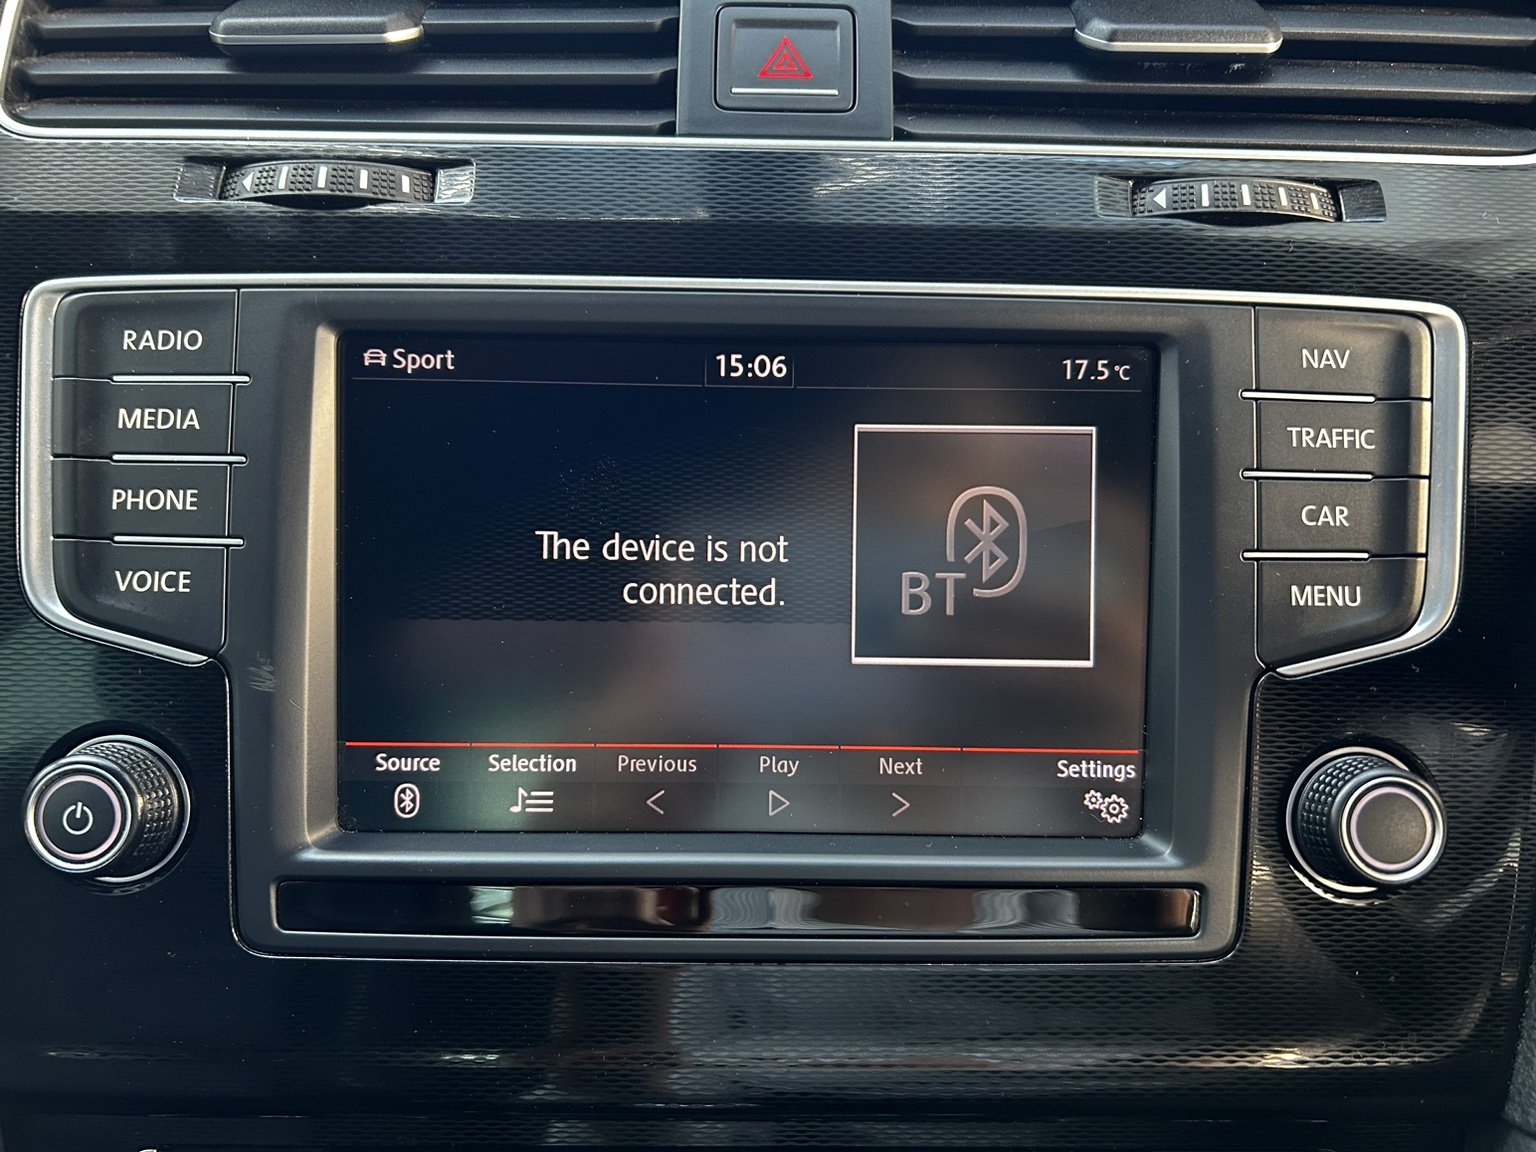 RADIO
MEDIA
PHONE
VOICE
Sport
15:06
17.5 °C
The device is not
connected.
BT
Source
Selection
Previous
Play
Next
Settings
NAV
TRAFFIC
CAR
MENU